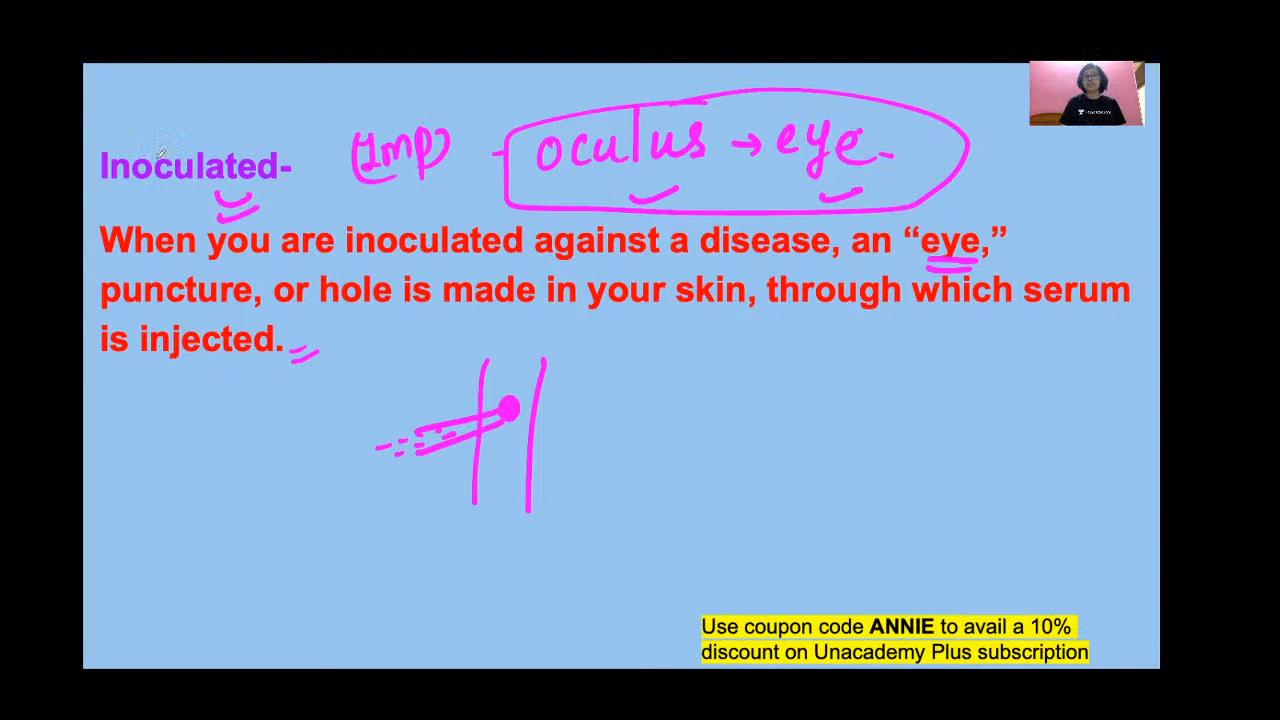 Inoculated- (Imp) oculus → eye
When you are inoculated against a disease, an “eye,”
puncture, or hole is made in your skin, through which serum
is injected.
Use coupon code ANNIE to avail a 10%
discount on Unacademy Plus subscription